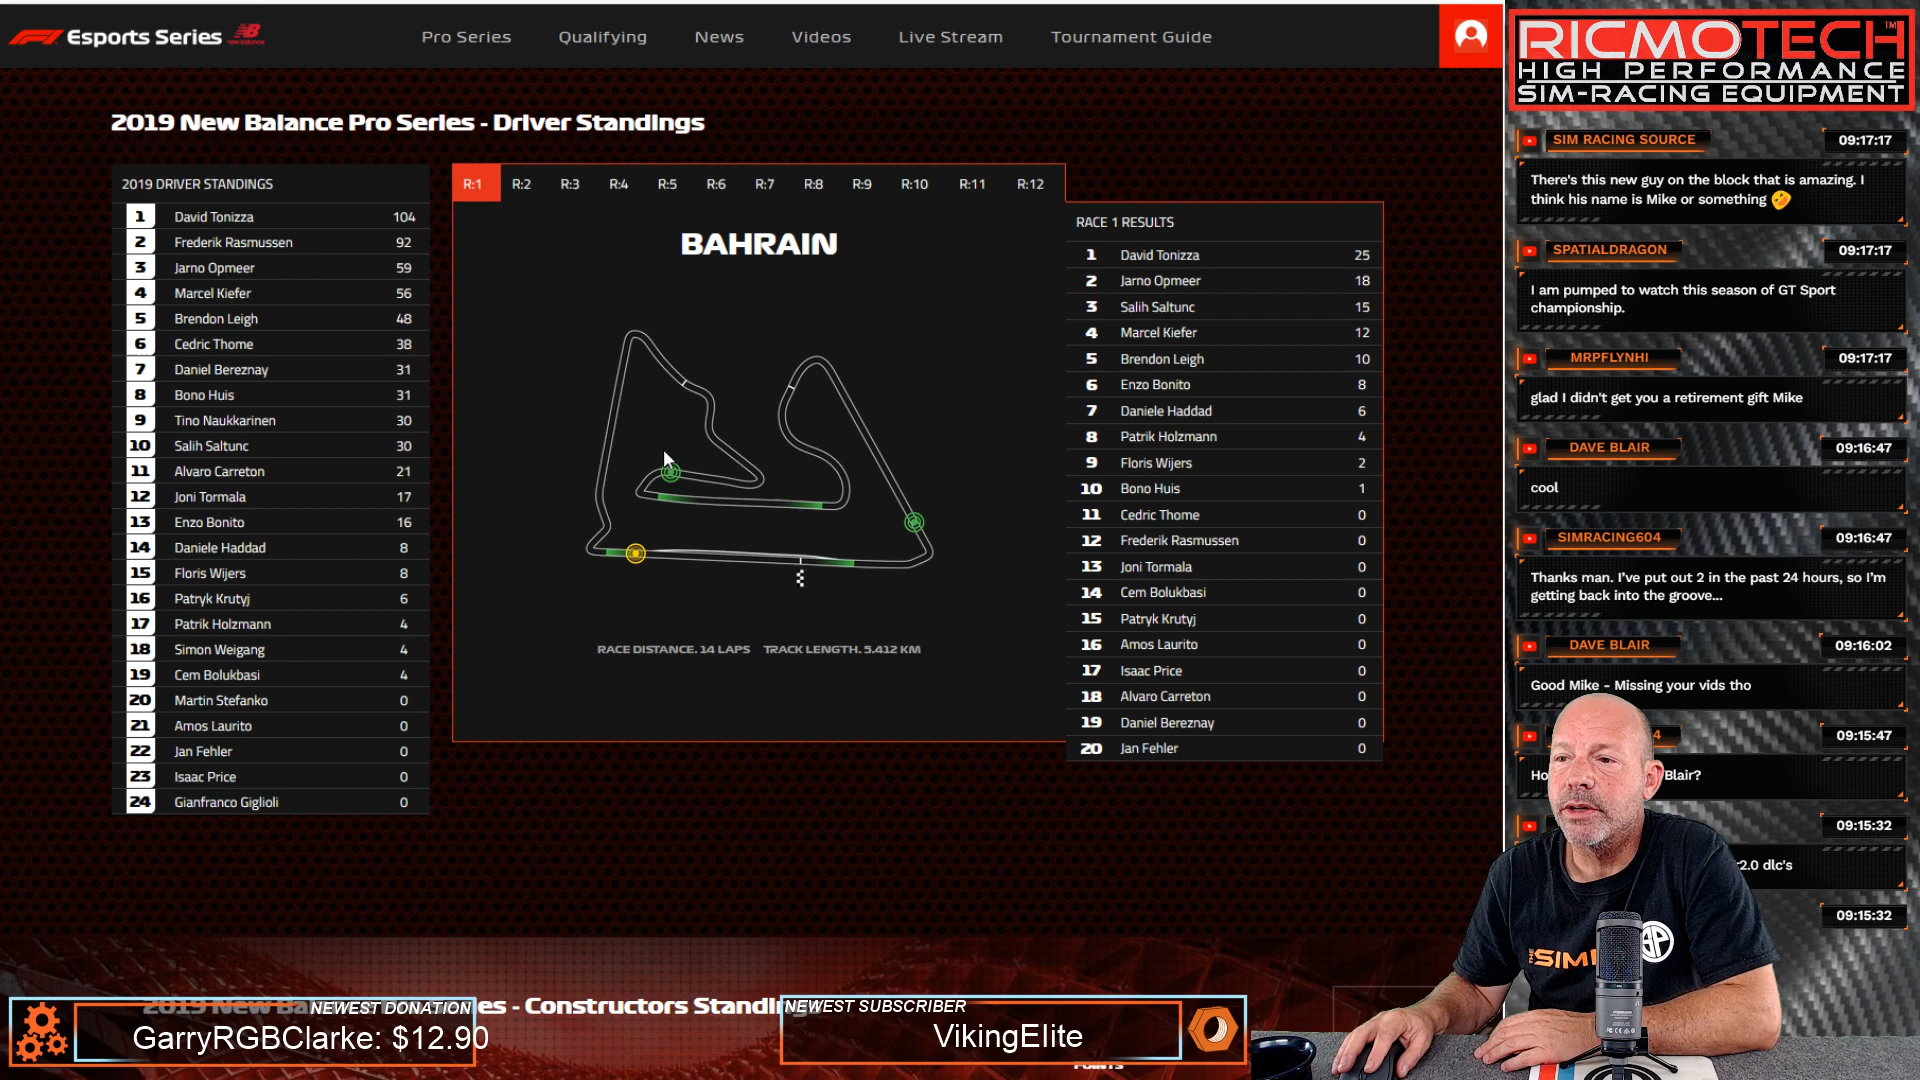 F1 Esports Series NB new balance
Pro Series
Qualifying
News
Videos
Live Stream
Tournament Guide
2019 New Balance Pro Series - Driver Standings
2019 DRIVER STANDINGS
1 David Tonizza 104
2 Frederik Rasmussen 92
3 Jarno Opmeer 59
4 Marcel Kiefer 56
5 Brendon Leigh 48
6 Cedric Thome 38
7 Daniel Bereznay 31
8 Bono Huis 31
9 Tino Naukkarinen 30
10 Salih Saltunc 30
11 Alvaro Carreton 21
12 Joni Tormala 17
13 Enzo Bonito 16
14 Daniele Haddad 8
15 Floris Wijers 8
16 Patryk Krutyj 6
17 Patrik Holzmann 4
18 Simon Weigang 4
19 Cem Bolukbasi 4
20 Martin Stefanko 0
21 Amos Laurito 0
22 Jan Fehler 0
23 Isaac Price 0
24 Gianfranco Giglioli 0
R:1 R:2 R:3 R:4 R:5 R:6 R:7 R:8 R:9 R:10 R:11 R:12
BAHRAIN
RACE DISTANCE. 14 LAPS TRACK LENGTH. 5.412 KM
RACE 1 RESULTS
1 David Tonizza 25
2 Jarno Opmeer 18
3 Salih Saltunc 15
4 Marcel Kiefer 12
5 Brendon Leigh 10
6 Enzo Bonito 8
7 Daniele Haddad 6
8 Patrik Holzmann 4
9 Floris Wijers 2
10 Bono Huis 1
11 Cedric Thome 0
12 Frederik Rasmussen 0
13 Joni Tormala 0
14 Cem Bolukbasi 0
15 Patryk Krutyj 0
16 Amos Laurito 0
17 Isaac Price 0
18 Alvaro Carreton 0
19 Daniel Bereznay 0
20 Jan Fehler 0
RICMOTECH™
HIGH PERFORMANCE
SIM-RACING EQUIPMENT
SIM RACING SOURCE 09:17:17
There's this new guy on the block that is amazing. I
think his name is Mike or something 🤣
SPATIALDRAGON 09:17:17
I am pumped to watch this season of GT Sport
championship.
MRPFLYNHI 09:17:17
glad I didn't get you a retirement gift Mike
DAVE BLAIR 09:16:47
cool
SIMRACING604 09:16:47
Thanks man. I've put out 2 in the past 24 hours, so I'm
getting back into the groove...
DAVE BLAIR 09:16:02
Good Mike - Missing your vids tho
4 09:15:47
Ho Blair?
09:15:32
2.0 dlc's
09:15:32
THE SIM
2019 New Ba es - Constructors Standin
NEWEST DONATION
GarryRGBClarke: $12.90
NEWEST SUBSCRIBER
VikingElite
POINTS